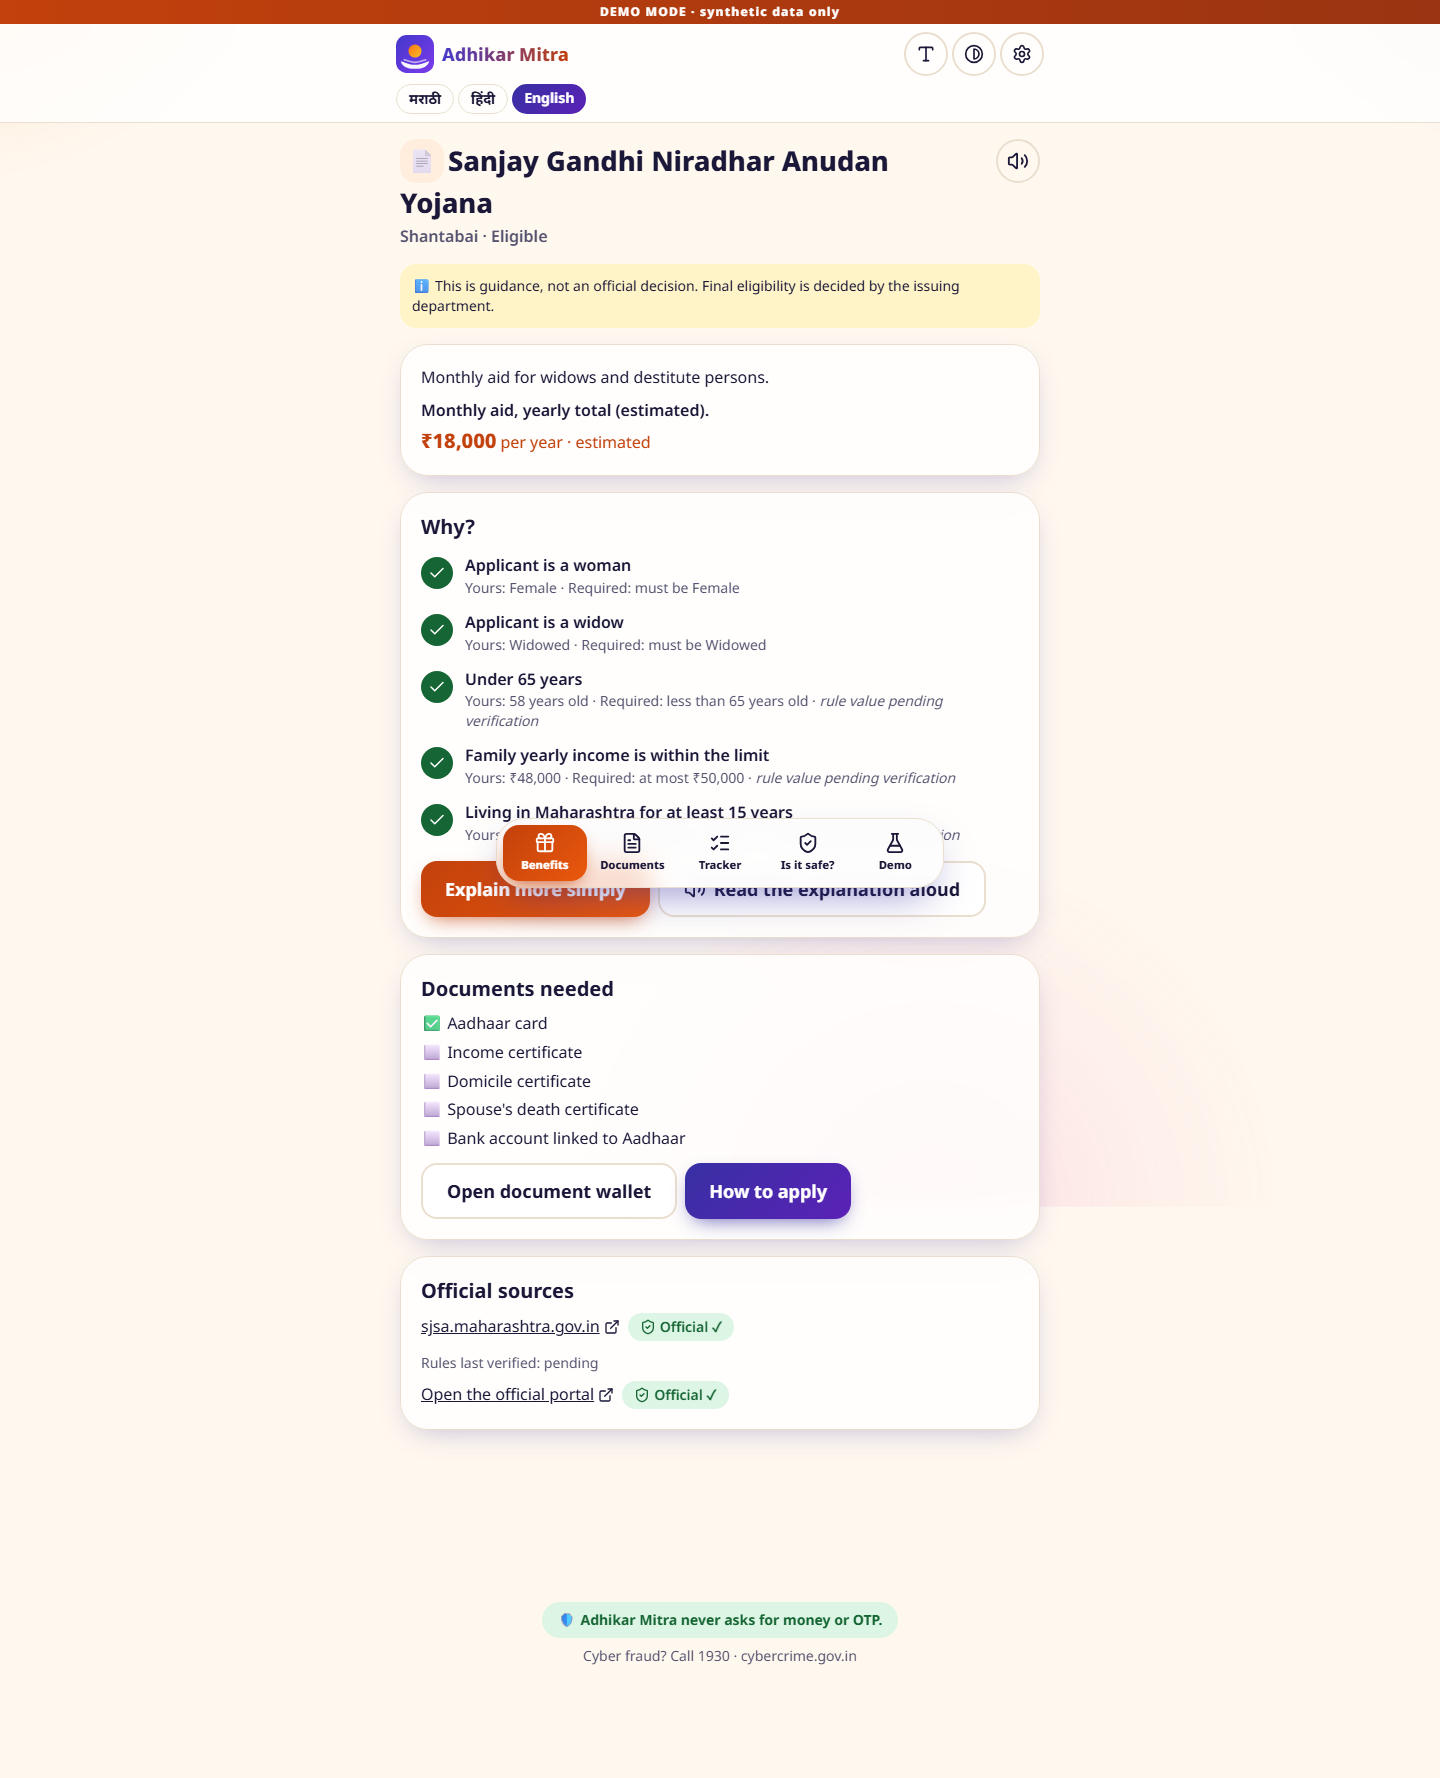 DEMO MODE · synthetic data only
Adhikar Mitra
मराठी हिंदी English
Sanjay Gandhi Niradhar Anudan
Yojana
Shantabai · Eligible
This is guidance, not an official decision. Final eligibility is decided by the issuing
department.
Monthly aid for widows and destitute persons.
Monthly aid, yearly total (estimated).
₹18,000 per year · estimated
Why?
Applicant is a woman
Yours: Female · Required: must be Female
Applicant is a widow
Yours: Widowed · Required: must be Widowed
Under 65 years
Yours: 58 years old · Required: less than 65 years old · rule value pending
verification
Family yearly income is within the limit
Yours: ₹48,000 · Required: at most ₹50,000 · rule value pending verification
Living in Maharashtra for at least 15 years
Benefits Documents Tracker Is it safe? Demo
Explain more simply Read the explanation aloud
Documents needed
Aadhaar card
Income certificate
Domicile certificate
Spouse's death certificate
Bank account linked to Aadhaar
Open document wallet How to apply
Official sources
sjsa.maharashtra.gov.in Official ✓
Rules last verified: pending
Open the official portal Official ✓
Adhikar Mitra never asks for money or OTP.
Cyber fraud? Call 1930 · cybercrime.gov.in